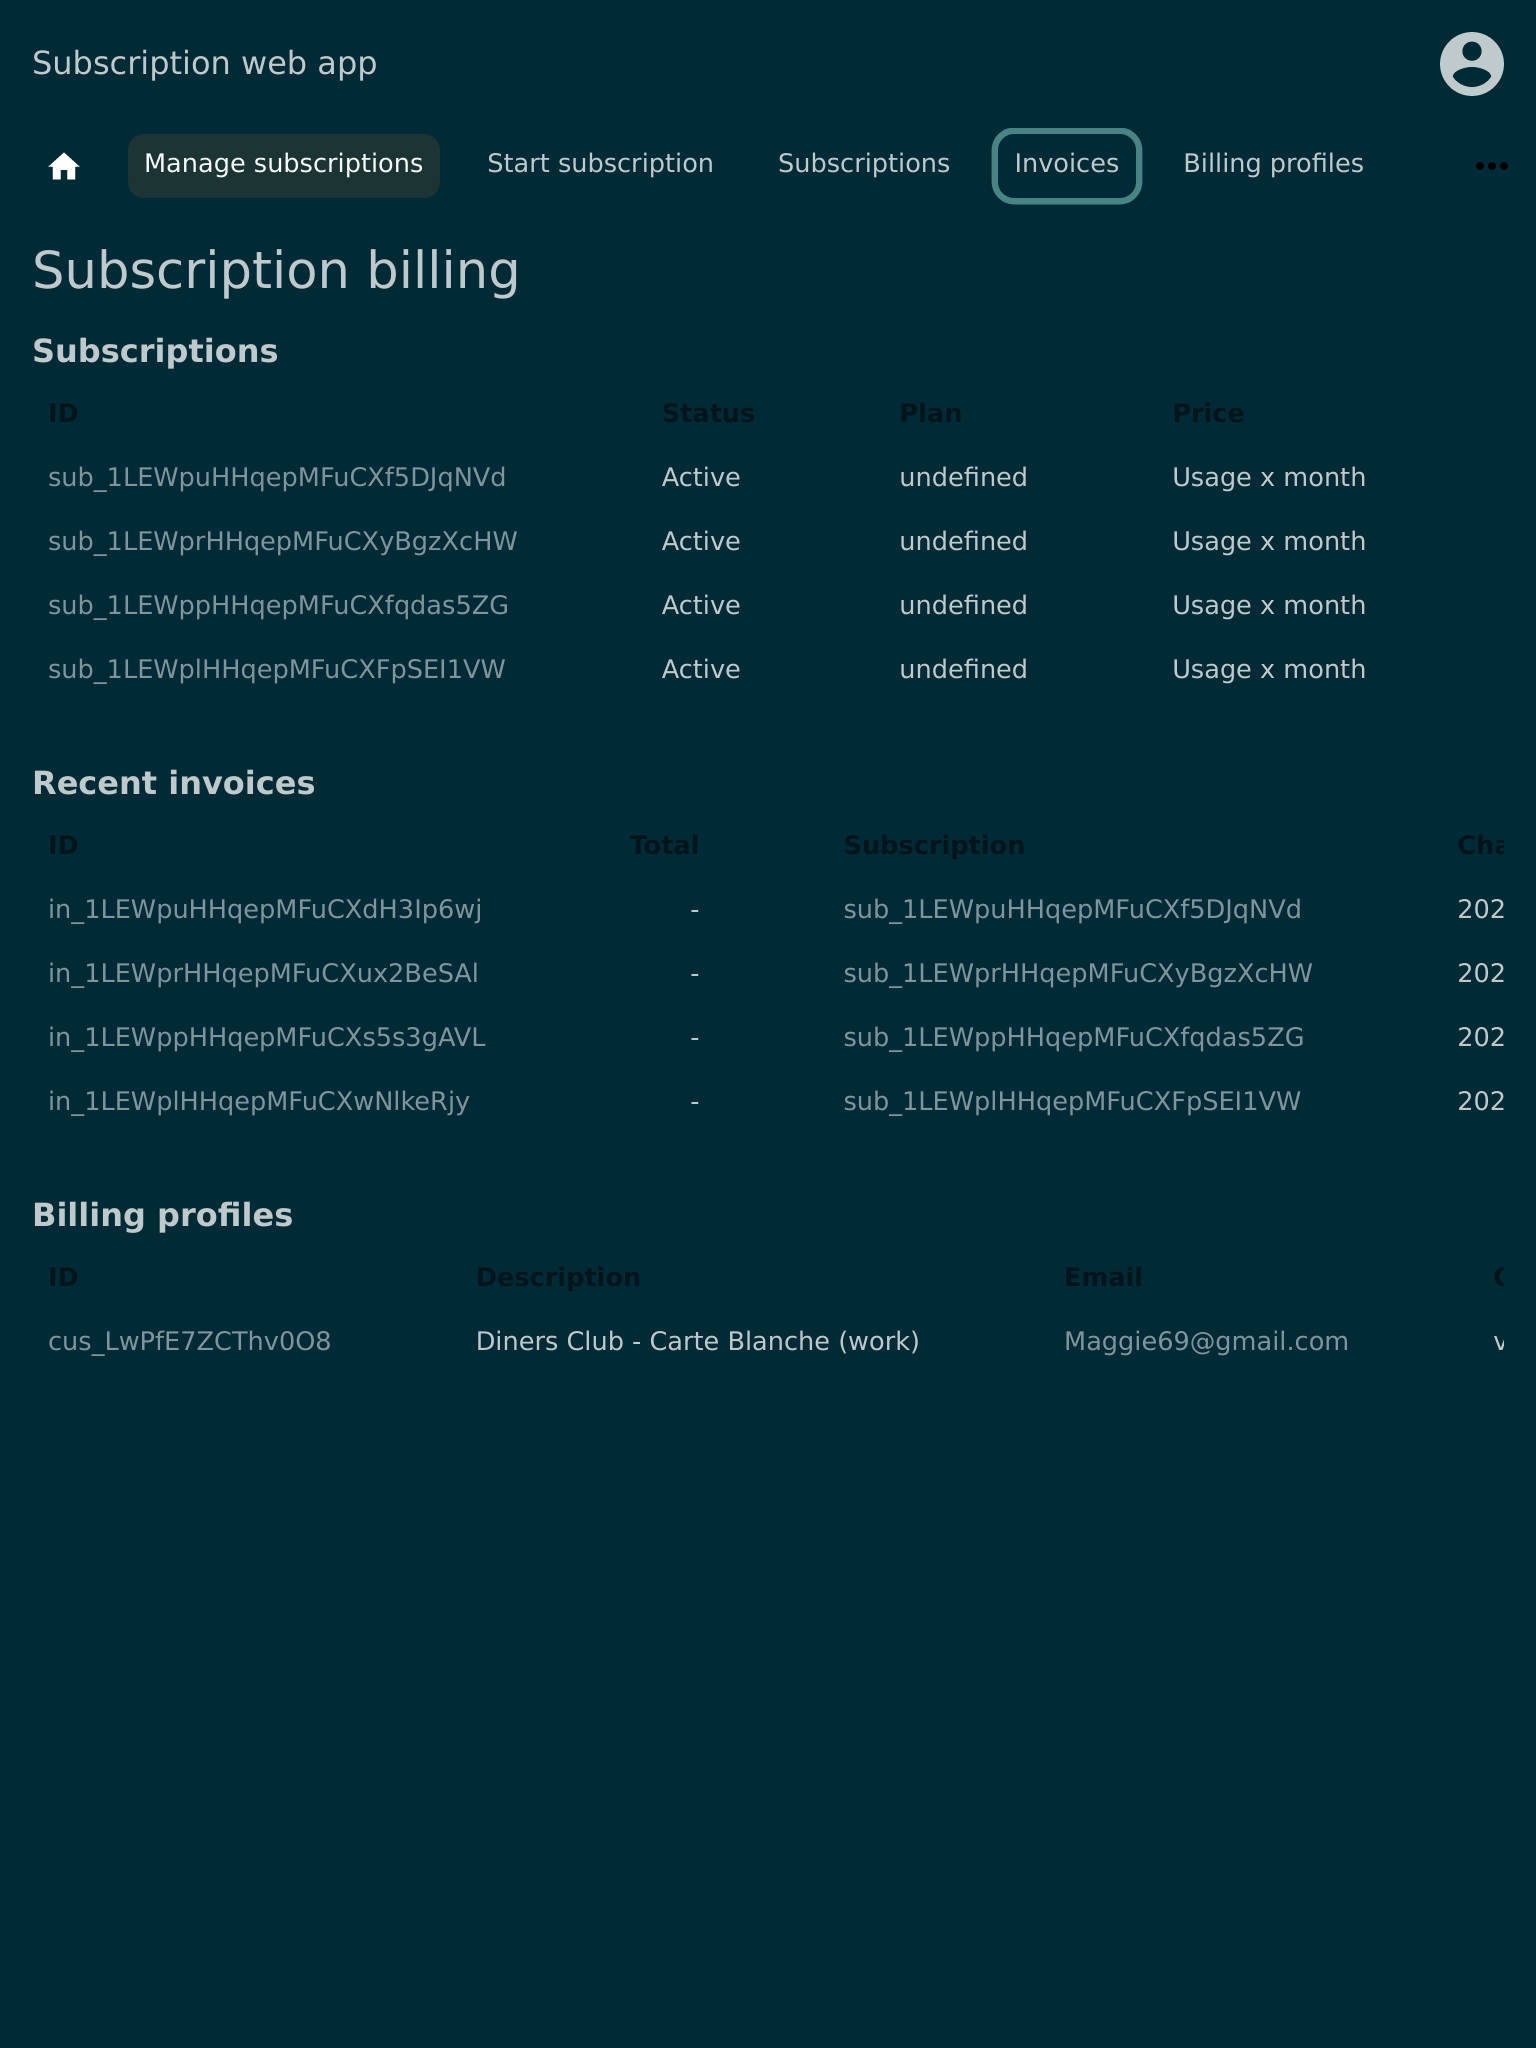 Subscription web app
Manage subscriptions Start subscription Subscriptions Invoices Billing profiles
Subscription billing
Subscriptions
ID Status Plan Price
sub_1LEWpuHHqepMFuCXf5DJqNVd Active undefined Usage x month
sub_1LEWprHHqepMFuCXyBgzXcHW Active undefined Usage x month
sub_1LEWppHHqepMFuCXfqdas5ZG Active undefined Usage x month
sub_1LEWplHHqepMFuCXFpSEI1VW Active undefined Usage x month
Recent invoices
ID Total Subscription
in_1LEWpuHHqepMFuCXdH3Ip6wj - sub_1LEWpuHHqepMFuCXf5DJqNVd 202
in_1LEWprHHqepMFuCXux2BeSAl - sub_1LEWprHHqepMFuCXyBgzXcHW 202
in_1LEWppHHqepMFuCXs5s3gAVL - sub_1LEWppHHqepMFuCXfqdas5ZG 202
in_1LEWplHHqepMFuCXwNlkeRjy - sub_1LEWplHHqepMFuCXFpSEI1VW 202
Billing profiles
ID Description Email
cus_LwPfE7ZCThv0O8 Diners Club - Carte Blanche (work) Maggie69@gmail.com